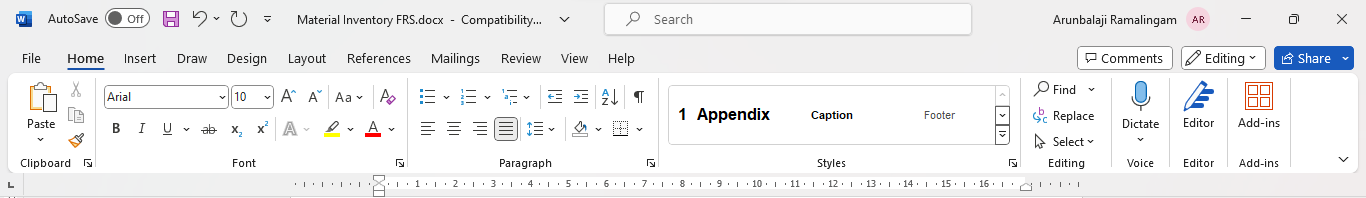 AutoSave Off Material Inventory FRS.docx - Compatibility... Search Arunbalaji Ramalingam AR
File Home Insert Draw Design Layout References Mailings Review View Help Comments Editing Share
Arial 10 Aa A
Paste
B I U ab x₂ x² A A
1 Appendix Caption Footer
Find
Replace
Select
Dictate
Editor
Add-ins
Clipboard Font Paragraph Styles Editing Voice Editor Add-ins
1 2 3 4 5 6 7 8 9 10 11 12 13 14 15 16